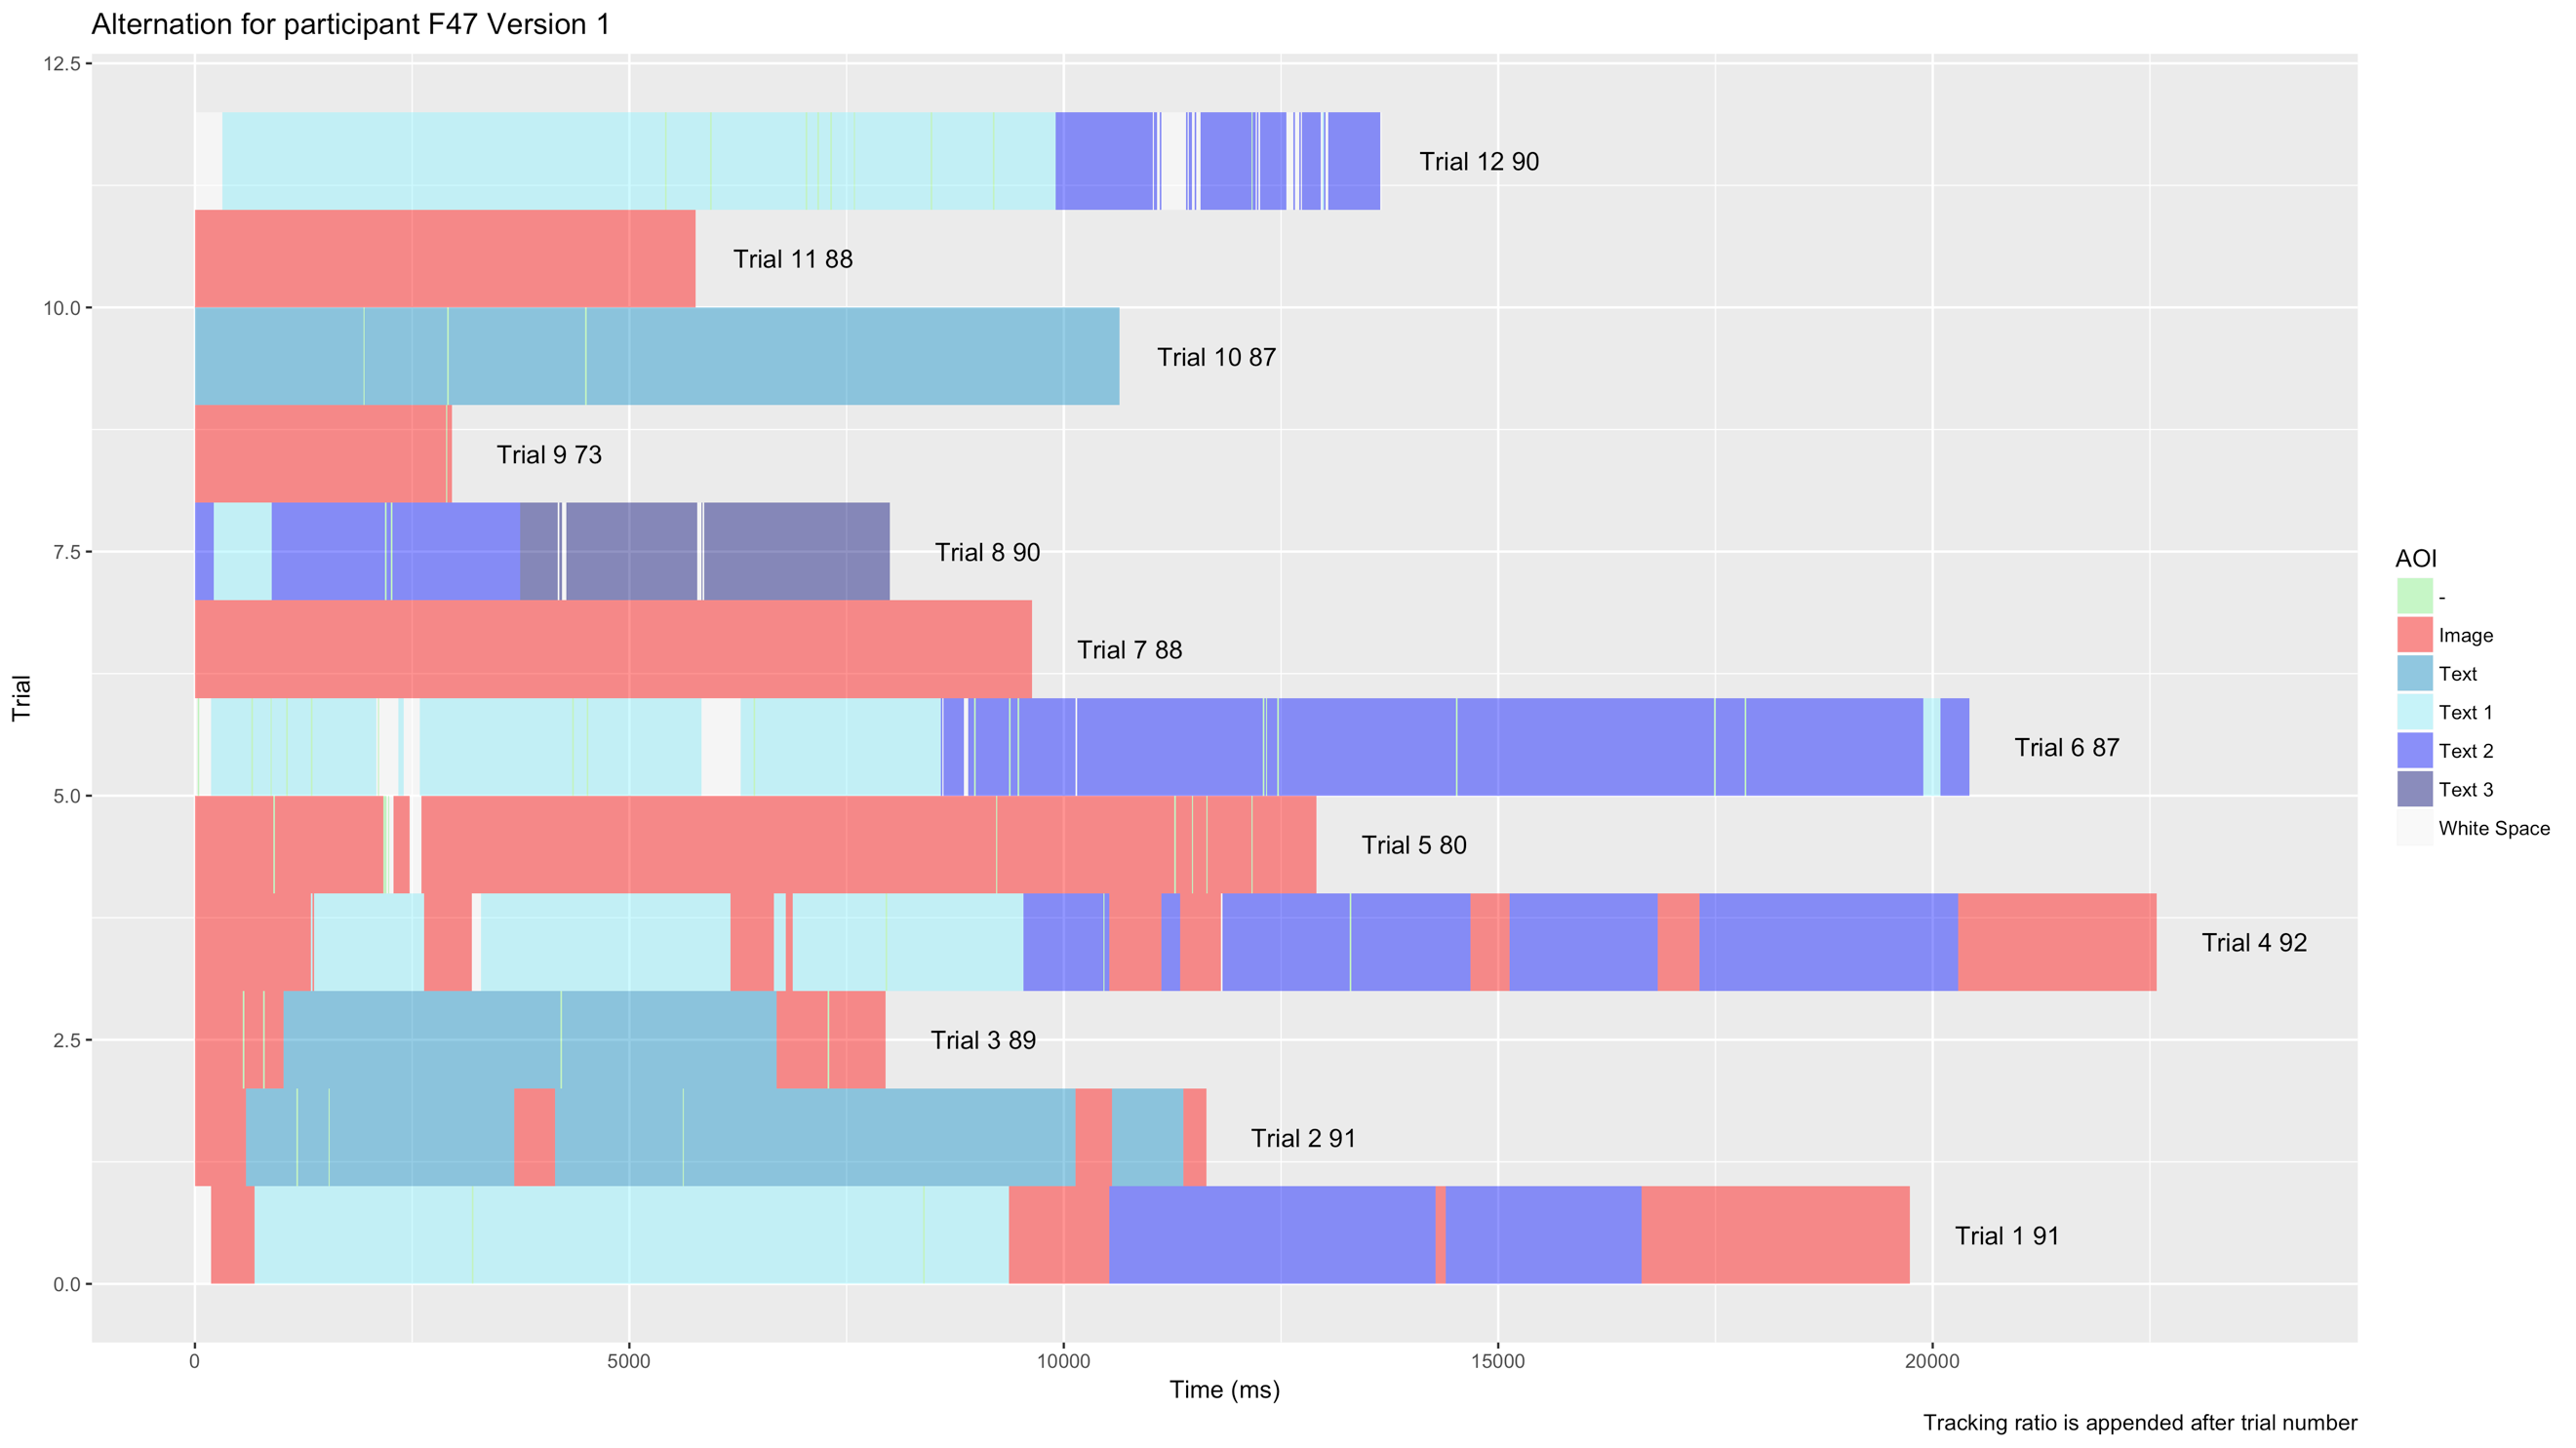 Alternation for participant F47 Version 1
12.5
Trial 12 90
Trial 11 88
10.0
Trial 10 87
Trial 9 73
7.5
Trial 8 90
Trial 7 88
Trial
Trial 6 87
5.0
Trial 5 80
Trial 4 92
2.5
Trial 3 89
Trial 2 91
Trial 1 91
0.0
0 5000 10000 15000 20000
Time (ms)
Tracking ratio is appended after trial number
AOI
-
Image
Text
Text 1
Text 2
Text 3
White Space